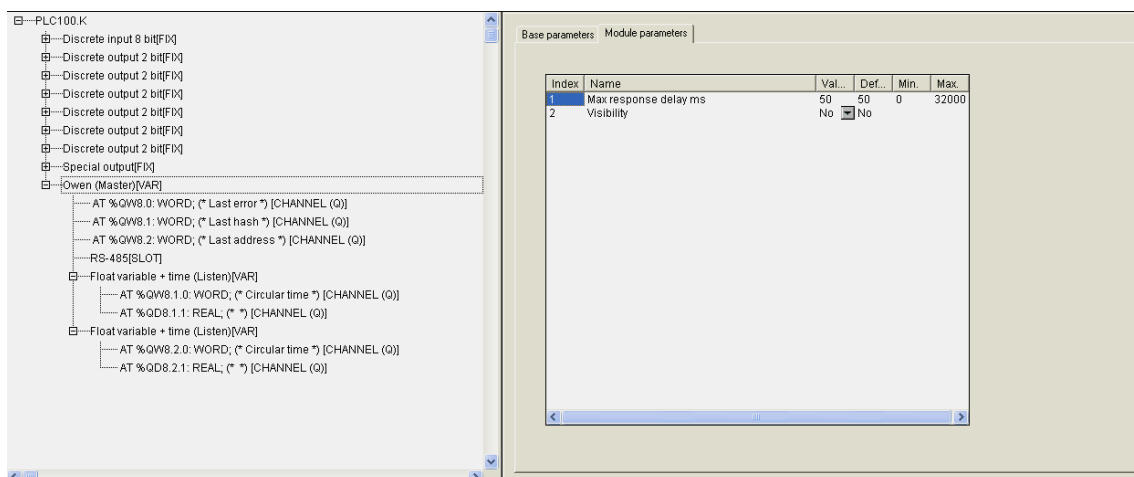 PLC100.K
Discrete input 8 bit[FIX]
Discrete output 2 bit[FIX]
Discrete output 2 bit[FIX]
Discrete output 2 bit[FIX]
Discrete output 2 bit[FIX]
Discrete output 2 bit[FIX]
Discrete output 2 bit[FIX]
Special output[FIX]
Owen (Master)[VAR]
AT %QW8.0: WORD; (* Last error *) [CHANNEL (Q)]
AT %QW8.1: WORD; (* Last hash *) [CHANNEL (Q)]
AT %QW8.2: WORD; (* Last address *) [CHANNEL (Q)]
RS-485[SLOT]
Float variable + time (Listen)[VAR]
AT %QW8.1.0: WORD; (* Circular time *) [CHANNEL (Q)]
AT %QD8.1.1: REAL; (* *) [CHANNEL (Q)]
Float variable + time (Listen)[VAR]
AT %QW8.2.0: WORD; (* Circular time *) [CHANNEL (Q)]
AT %QD8.2.1: REAL; (* *) [CHANNEL (Q)]
Base parameters Module parameters
Index Name Val... Def... Min. Max.
1 Max response delay ms 50 50 0 32000
2 Visibility No No